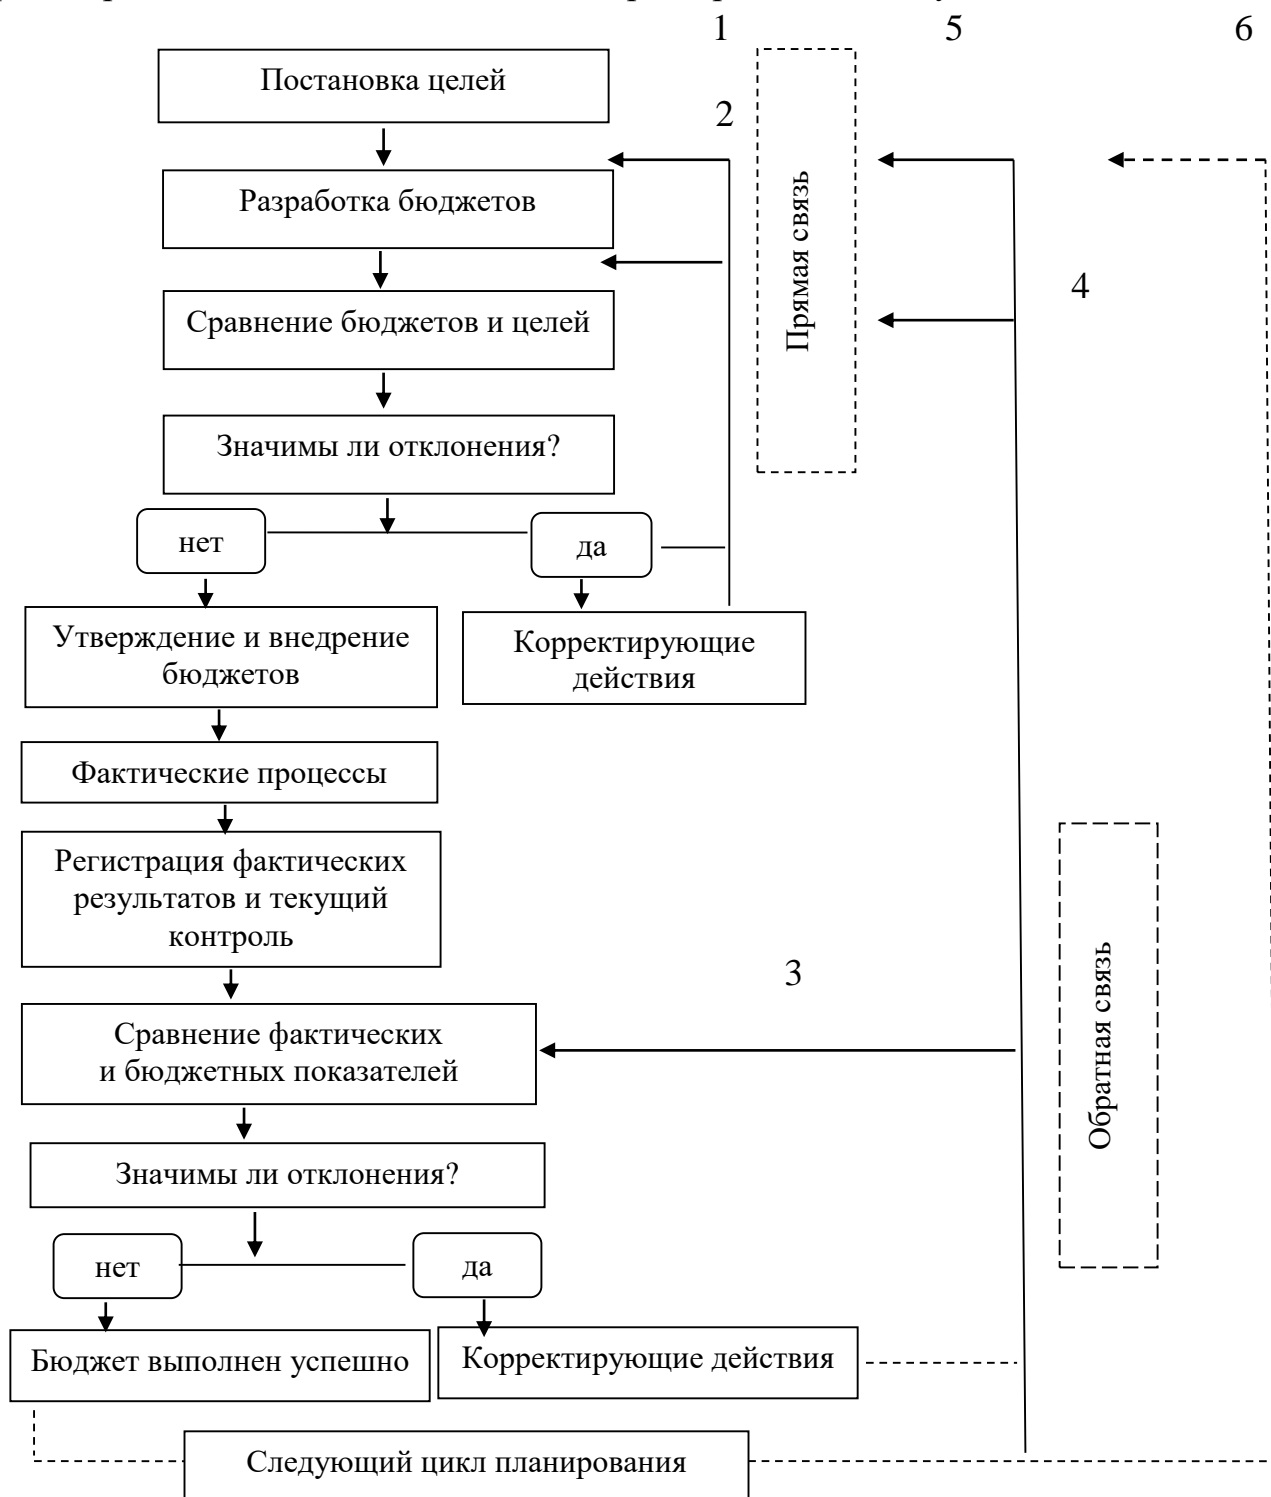 1
5
6
Постановка целей
2
Разработка бюджетов
Прямая связь
4
Сравнение бюджетов и целей
Значимы ли отклонения?
нет
да
Утверждение и внедрение
бюджетов
Корректирующие
действия
Фактические процессы
Регистрация фактических
результатов и текущий
контроль
3
Обратная связь
Сравнение фактических
и бюджетных показателей
Значимы ли отклонения?
нет
да
Бюджет выполнен успешно
Корректирующие действия
Следующий цикл планирования